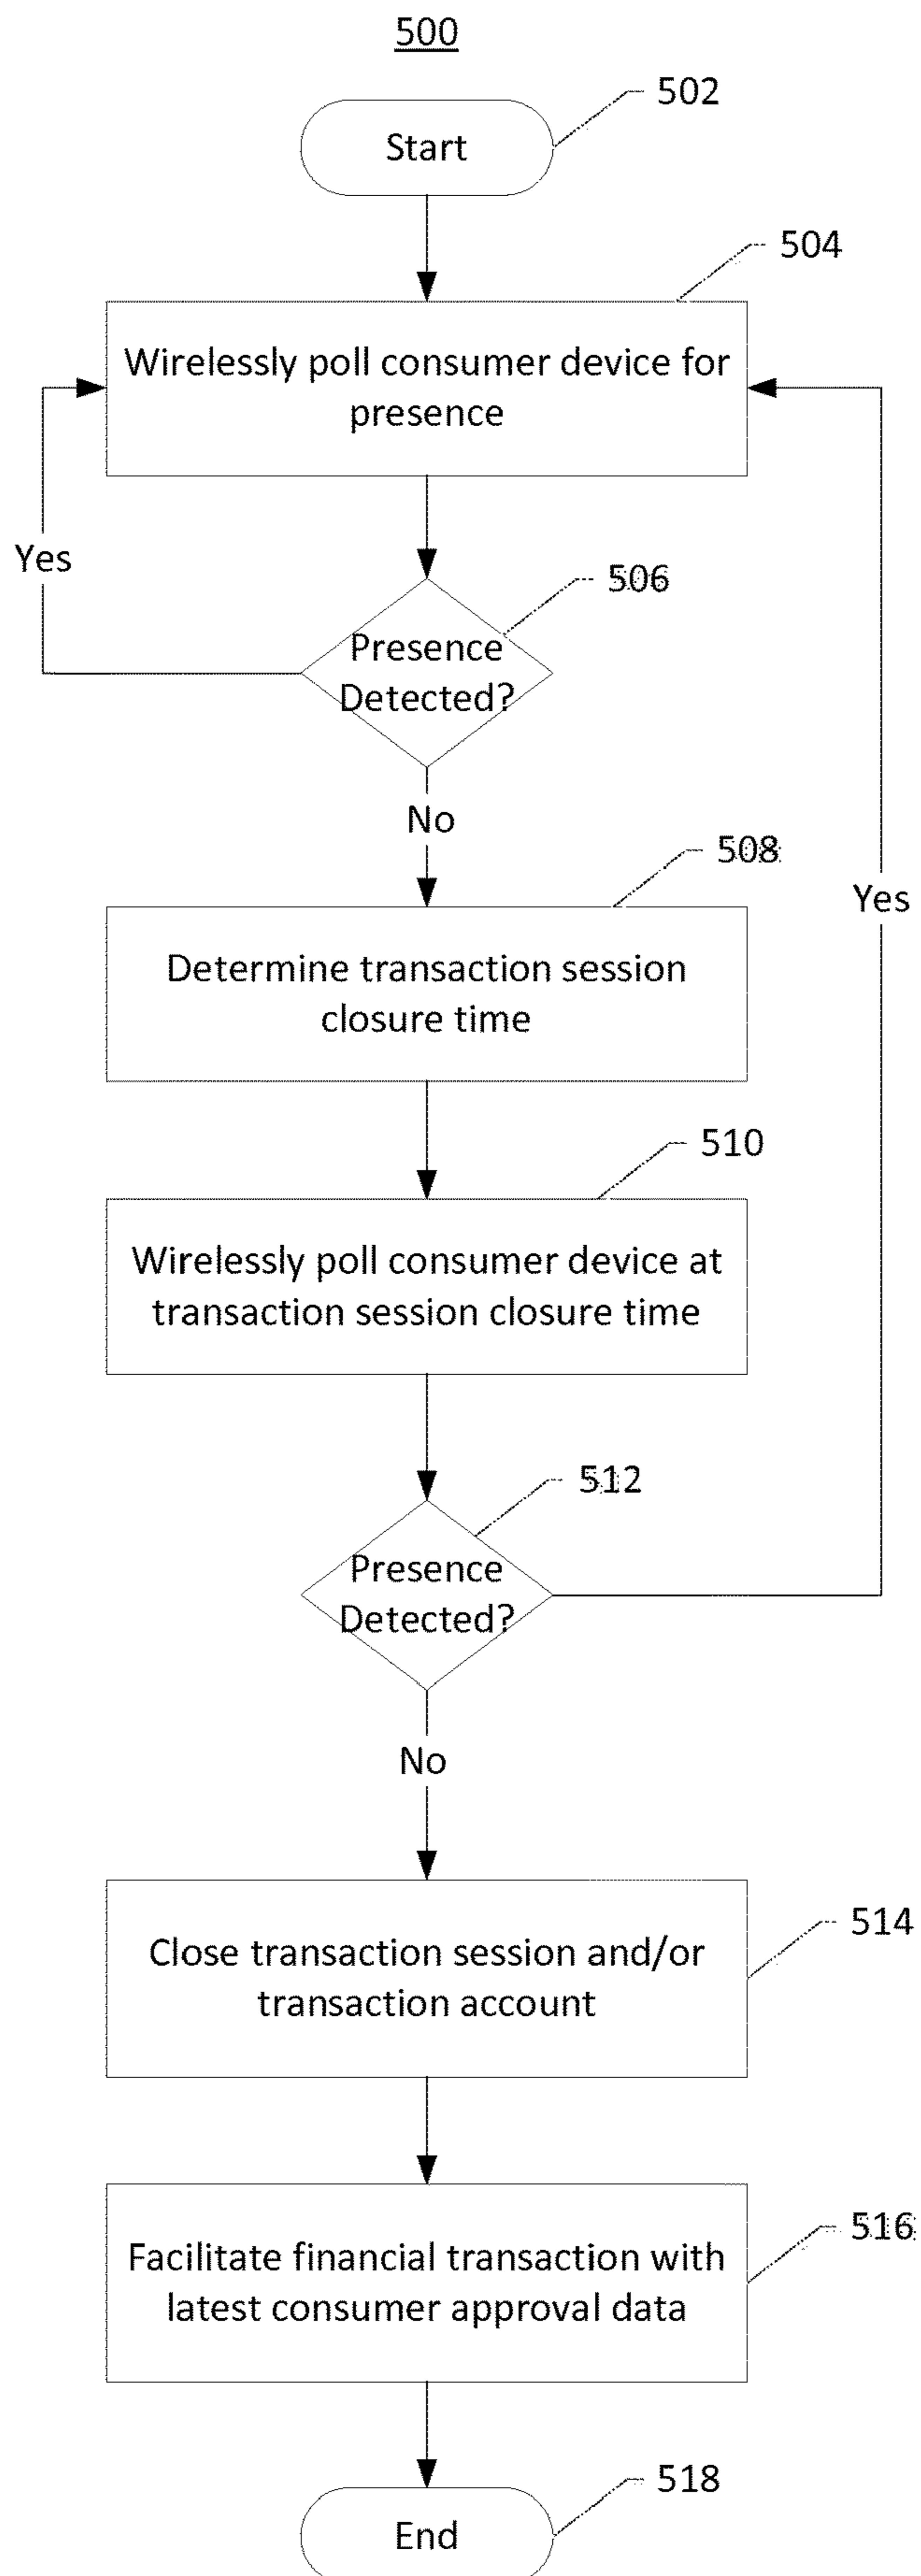 500
502
Start
504
Wirelessly poll consumer device for
presence
Yes
506
Presence
Detected?
No
508
Yes
Determine transaction session
closure time
510
Wirelessly poll consumer device at
transaction session closure time
512
Presence
Detected?
No
514
Close transaction session and/or
transaction account
516
Facilitate financial transaction with
latest consumer approval data
518
End